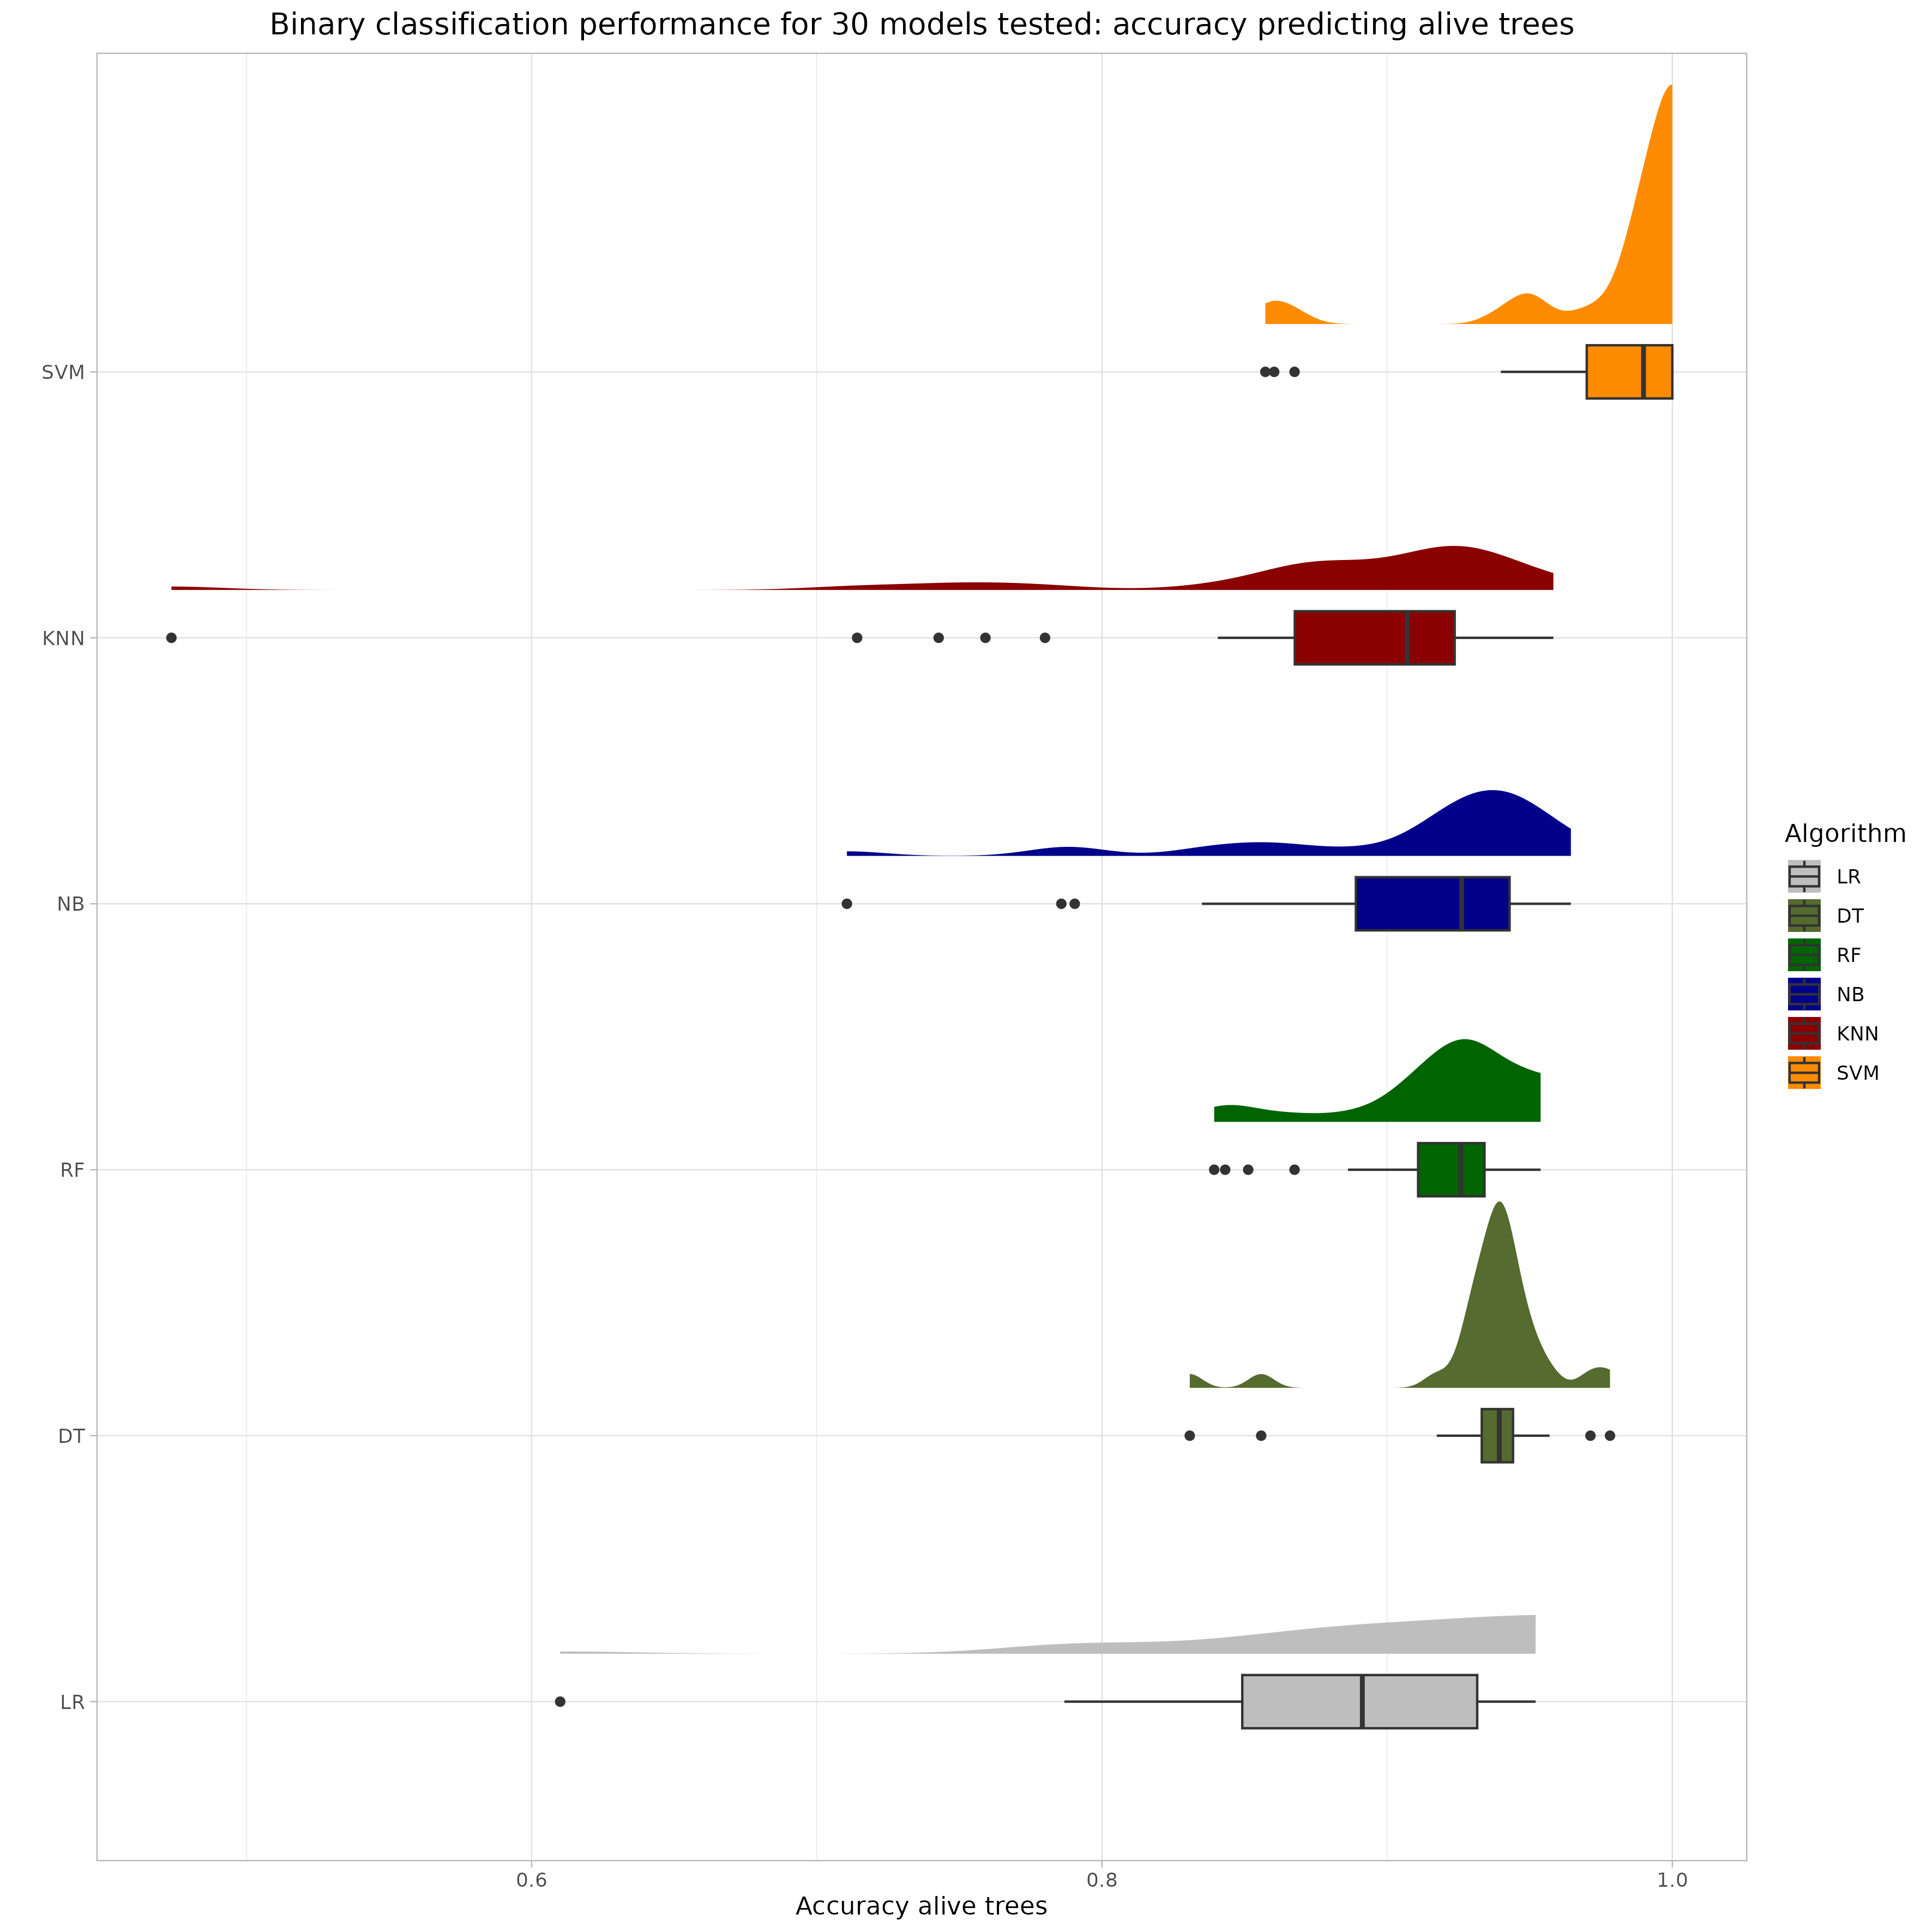 Binary classification performance for 30 models tested: accuracy predicting alive trees
SVM
KNN
NB
RF
DT
LR
0.6
0.8
1.0
Accuracy alive trees
Algorithm
LR
DT
RF
NB
KNN
SVM